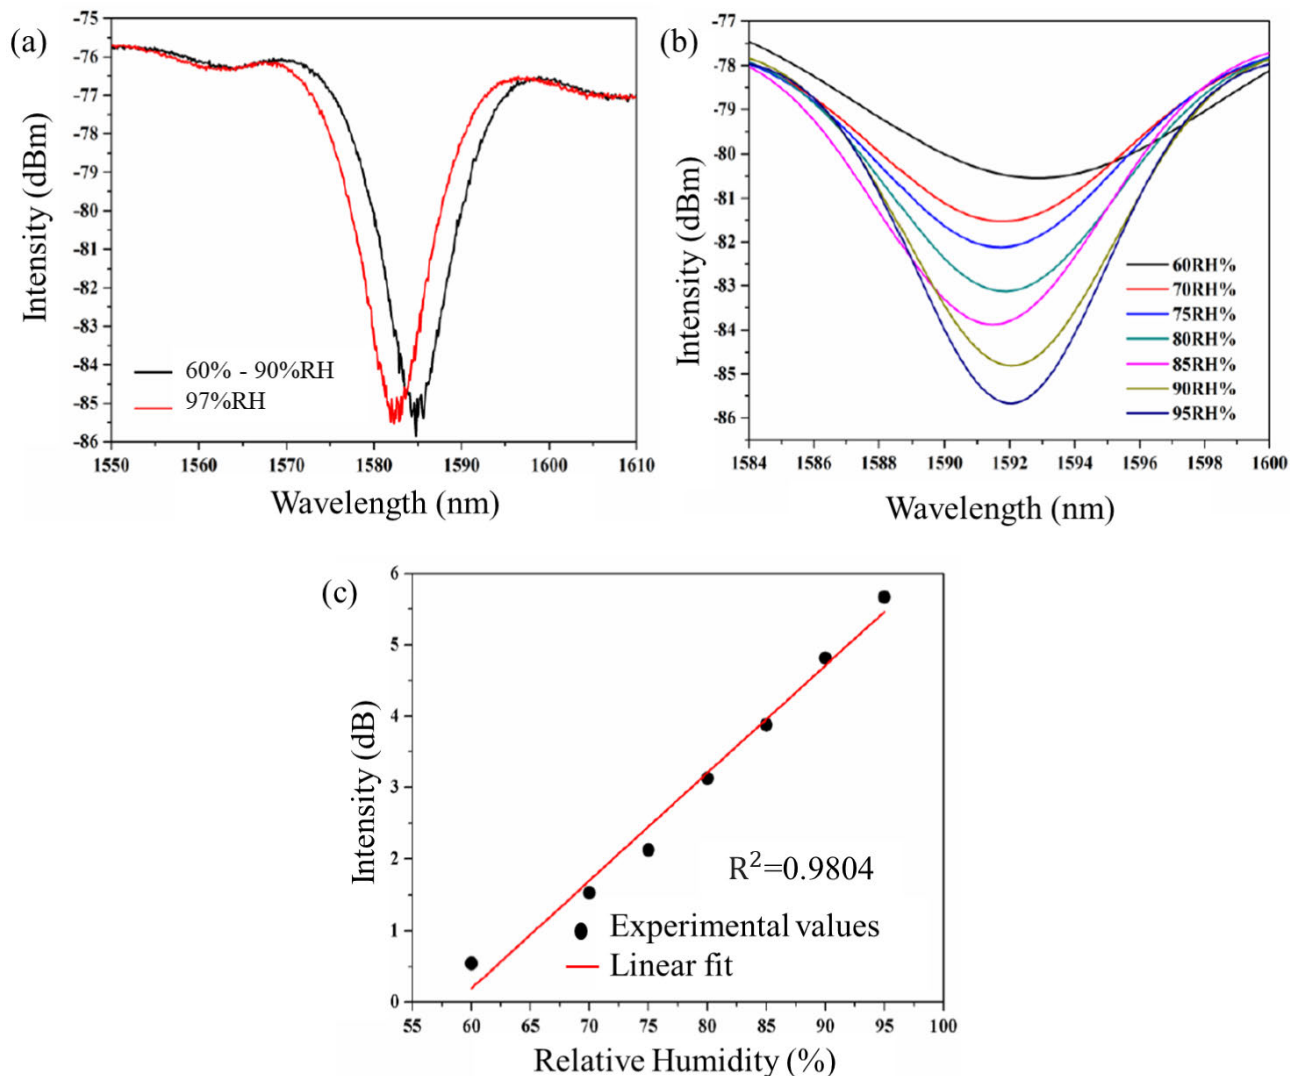 (a)
-75
-76
-77
-78
-79
-80
-81
-82
-83
-84
-85
-86
Intensity (dBm)
60% - 90%RH
97%RH
1550 1560 1570 1580 1590 1600 1610
Wavelength (nm)
(b)
-77
-78
-79
-80
-81
-82
-83
-84
-85
-86
Intensity (dBm)
60RH%
70RH%
75RH%
80RH%
85RH%
90RH%
95RH%
1584 1586 1588 1590 1592 1594 1596 1598 1600
Wavelength (nm)
(c)
6
5
4
3
2
1
0
Intensity (dB)
R²=0.9804
Experimental values
Linear fit
55 60 65 70 75 80 85 90 95 100
Relative Humidity (%)